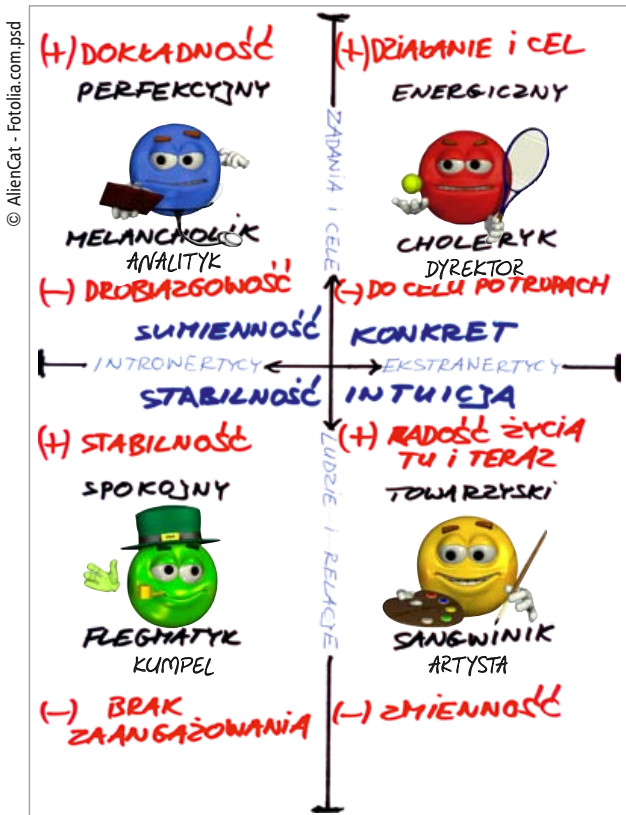 © AlienCat - Fotolia.com.psd
(+) DOKŁADNOŚĆ
PERFEKCYJNY
MELANCHOLIK
ANALITYK
(–) DROBIAZGOWOŚĆ
SUMIENNOŚĆ
(+) DZIAŁANIE i CEL
ENERGICZNY
CHOLERYK
DYREKTOR
(–) DO CELU PO TRUPACH
KONKRET
ZADANIA i CELE
INTROWERTYCY
EKSTRANERTYCY
LUDZIE i RELACJE
STABILNOŚĆ
(+) STABILNOŚĆ
SPOKOJNY
FLEGMATYK
KUMPEL
(–) BRAK
ZAANGAŻOWANIA
INTUICJA
(+) RADOŚĆ ŻYCIA
TU i TERAZ
TOWARZYSKI
SANGWINIK
ARTYSTA
(–) ZMIENNOŚĆ